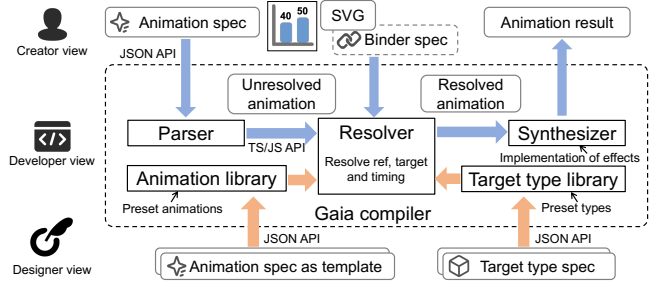 Animation spec
40
50
SVG
Binder spec
Animation result
Creator view
JSON API
Unresolved
animation
Resolved
animation
Parser
TS/JS API
Resolver
Resolve ref, target
and timing
Synthesizer
Implementation of effects
Developer view
Animation library
Preset animations
Target type library
Preset types
Gaia compiler
JSON API
JSON API
Designer view
Animation spec as template
Target type spec